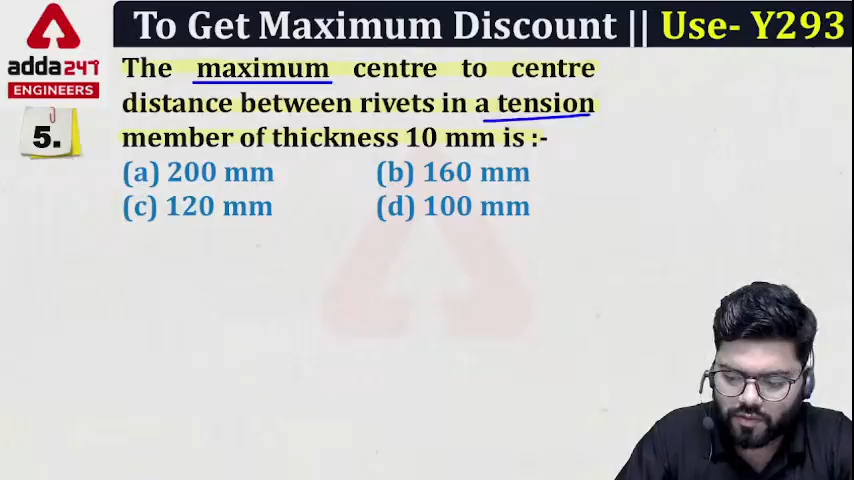 To Get Maximum Discount || Use- Y293
adda247
ENGINEERS
5.
The maximum centre to centre
distance between rivets in a tension
member of thickness 10 mm is :-
(a) 200 mm (b) 160 mm
(c) 120 mm (d) 100 mm